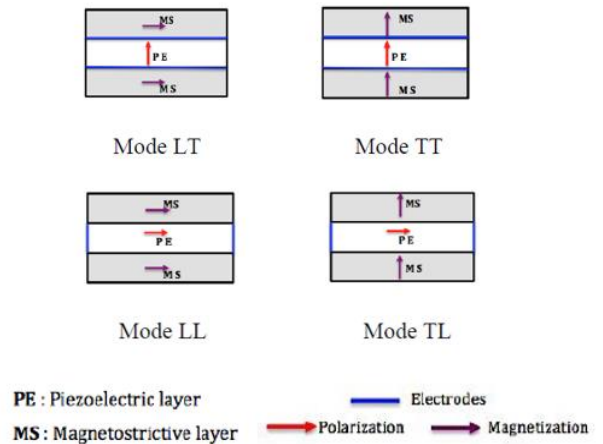 MS MS
PE PE
MS MS
Mode LT Mode TT
MS MS
PE PE
MS MS
Mode LL Mode TL
PE : Piezoelectric layer Electrodes
MS: Magnetostrictive layer Polarization Magnetization